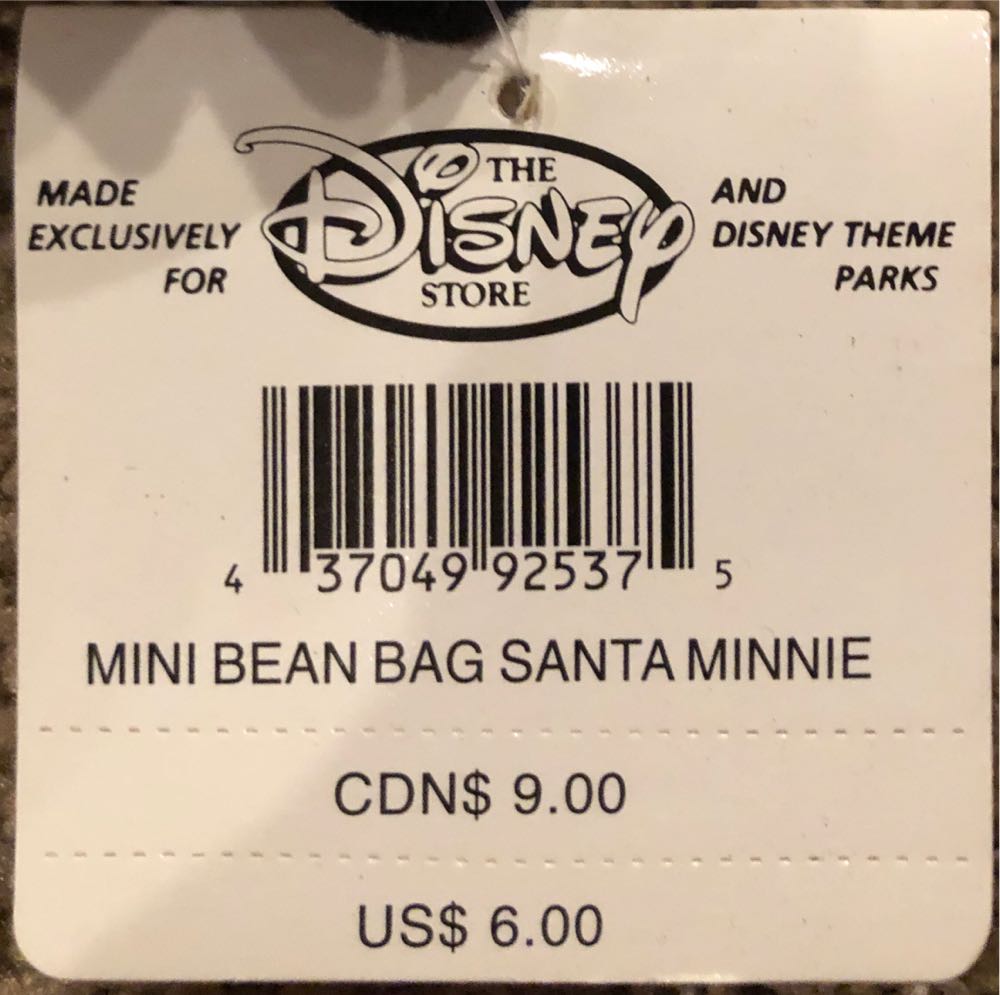 MADE EXCLUSIVELY FOR
THE
DISNEY
STORE
AND DISNEY THEME PARKS
4 37049 92537 5
MINI BEAN BAG SANTA MINNIE
CDN$ 9.00
US$ 6.00